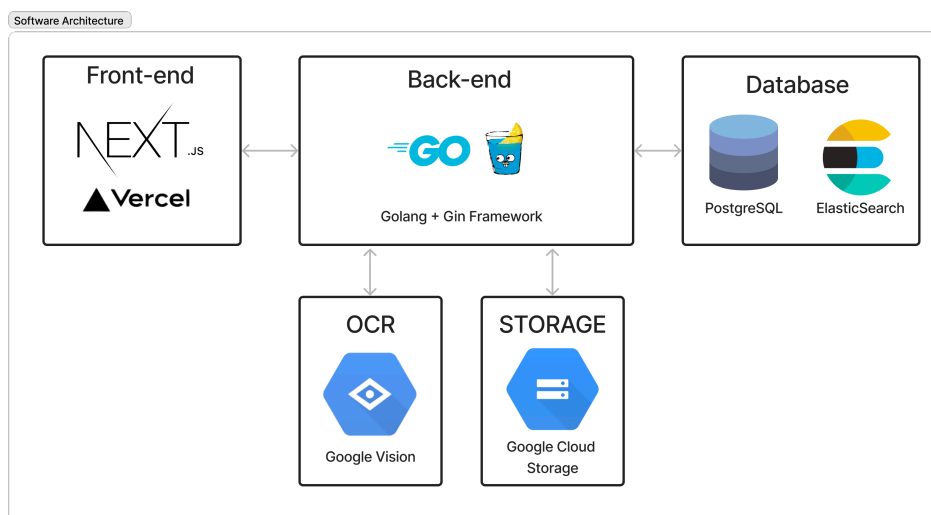 Software Architecture
Front-end
Back-end
Database
NEXT.JS
Vercel
GO
Golang + Gin Framework
PostgreSQL
ElasticSearch
OCR
STORAGE
Google Vision
Google Cloud
Storage